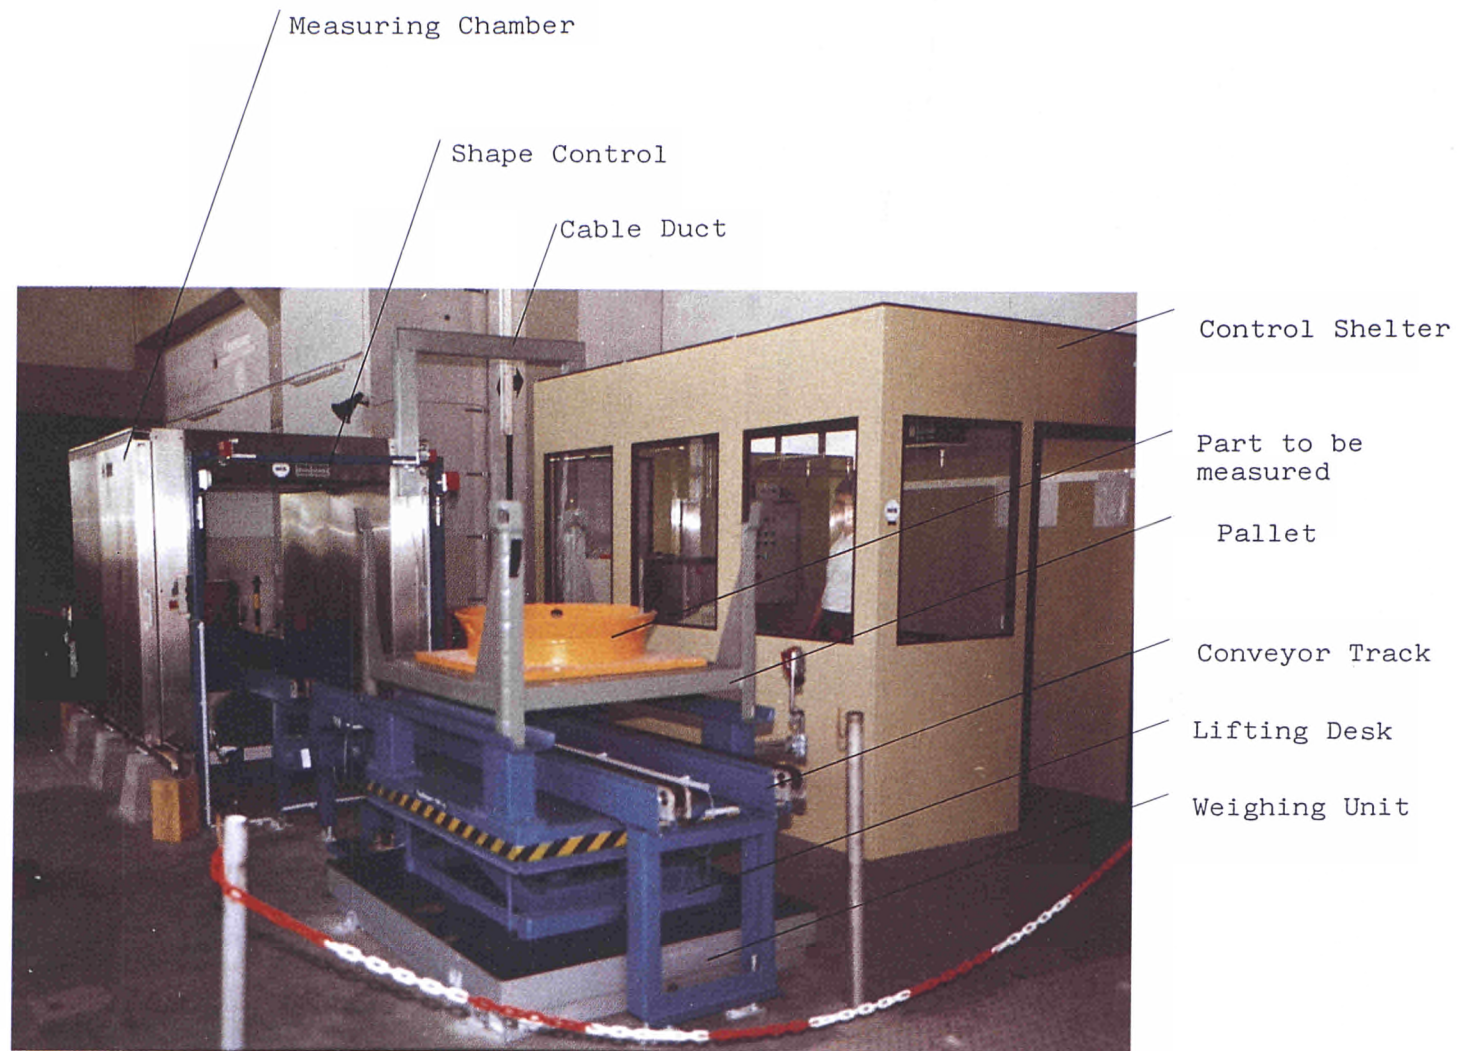 Measuring Chamber
Shape Control
Cable Duct
Control Shelter
Part to be
measured
Pallet
Conveyor Track
Lifting Desk
Weighing Unit